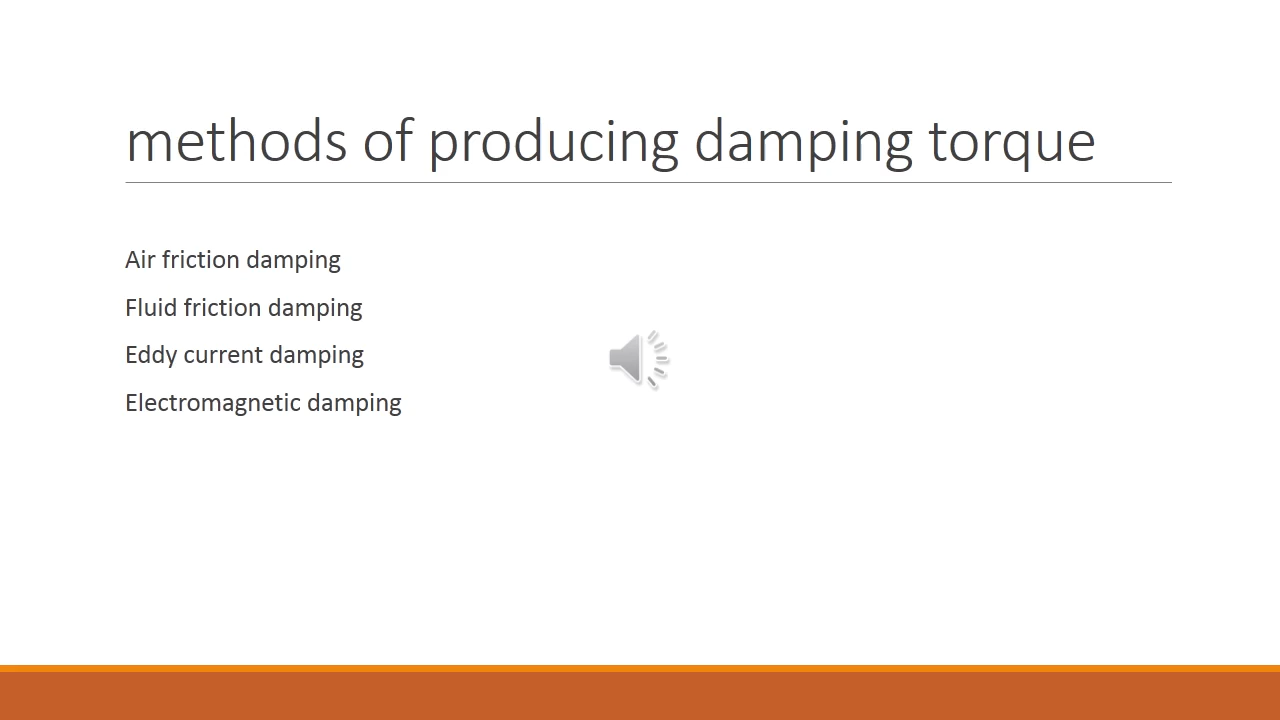 methods of producing damping torque
Air friction damping
Fluid friction damping
Eddy current damping
Electromagnetic damping